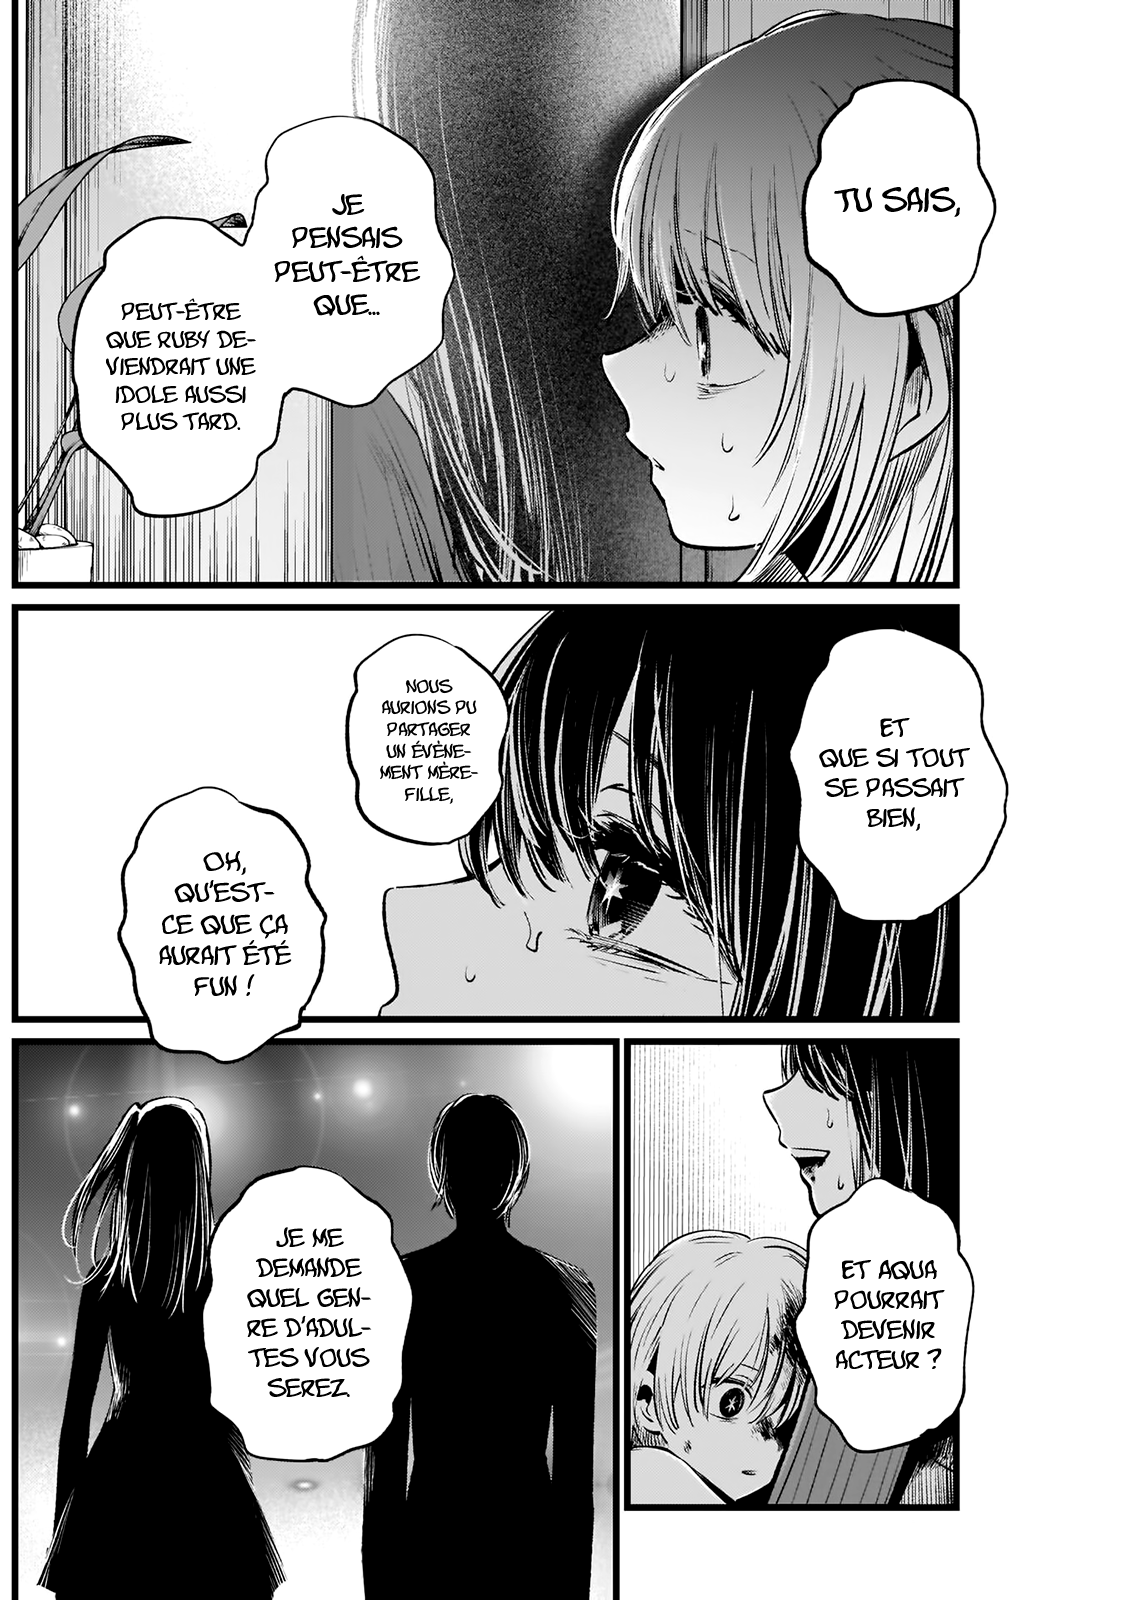 TU SAIS,
JE
PENSAIS
PEUT-ÊTRE
QUE...
PEUT-ÊTRE
QUE RUBY DE-
VIENDRAIT UNE
IDOLE AUSSI
PLUS TARD.
ET
QUE SI TOUT
SE PASSAIT
BIEN,
NOUS
AURIONS PU
PARTAGER
UN ÉVÈNE-
MENT MÈRE-
FILLE,
OH,
QU'EST-
CE QUE ÇA
AURAIT ÉTÉ
FUN !
ET AQUA
POURRAIT
DEVENIR
ACTEUR ?
JE ME
DEMANDE
QUEL GEN-
RE D'ADUL-
TES VOUS
SEREZ.